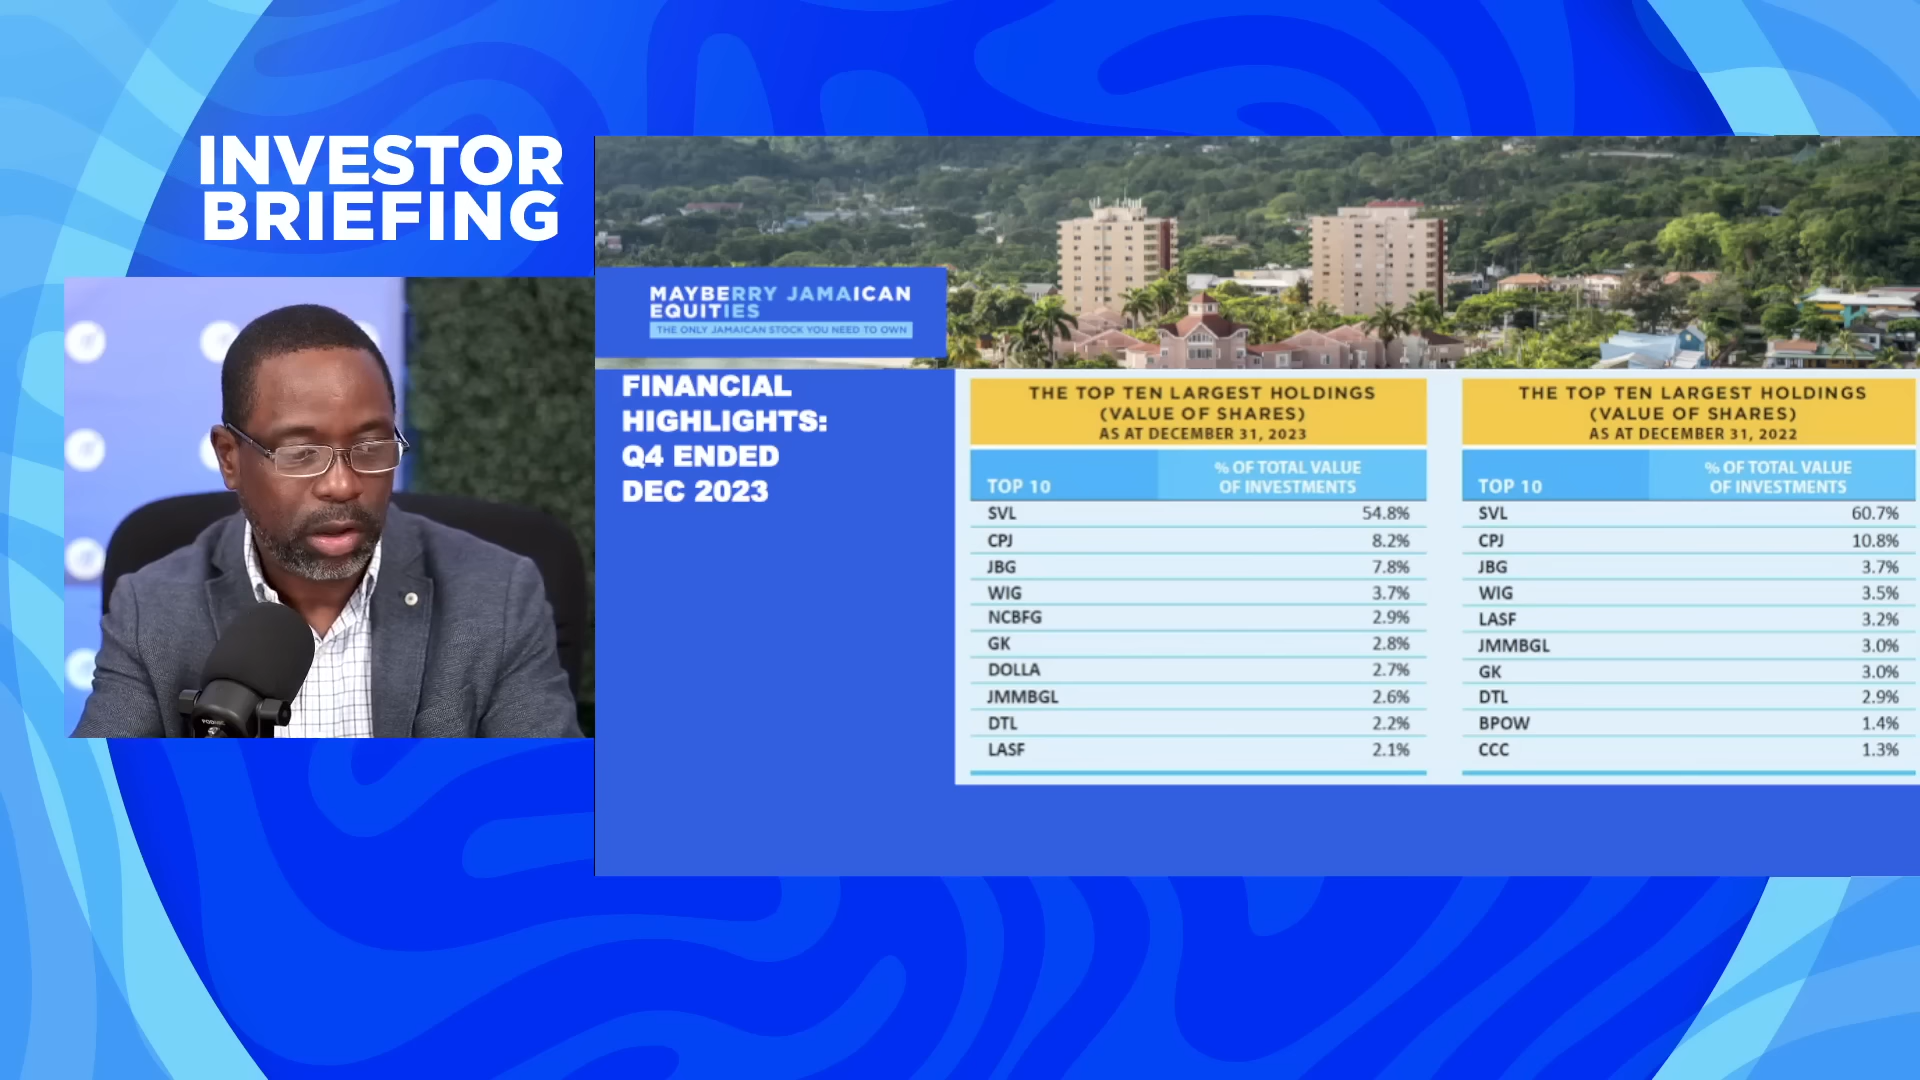 INVESTOR
BRIEFING
MAYBERRY JAMAICAN
EQUITIES
THE ONLY JAMAICAN STOCK YOU NEED TO OWN
FINANCIAL
HIGHLIGHTS:
Q4 ENDED
DEC 2023
THE TOP TEN LARGEST HOLDINGS
(VALUE OF SHARES)
AS AT DECEMBER 31, 2023
% OF TOTAL VALUE
TOP 10 OF INVESTMENTS
SVL 54.8%
CPJ 8.2%
JBG 7.8%
WIG 3.7%
NCBFG 2.9%
GK 2.8%
DOLLA 2.7%
JMMBGL 2.6%
DTL 2.2%
LASF 2.1%
THE TOP TEN LARGEST HOLDINGS
(VALUE OF SHARES)
AS AT DECEMBER 31, 2022
% OF TOTAL VALUE
TOP 10 OF INVESTMENTS
SVL 60.7%
CPJ 10.8%
JBG 3.7%
WIG 3.5%
LASF 3.2%
JMMBGL 3.0%
GK 3.0%
DTL 2.9%
BPOW 1.4%
CCC 1.3%